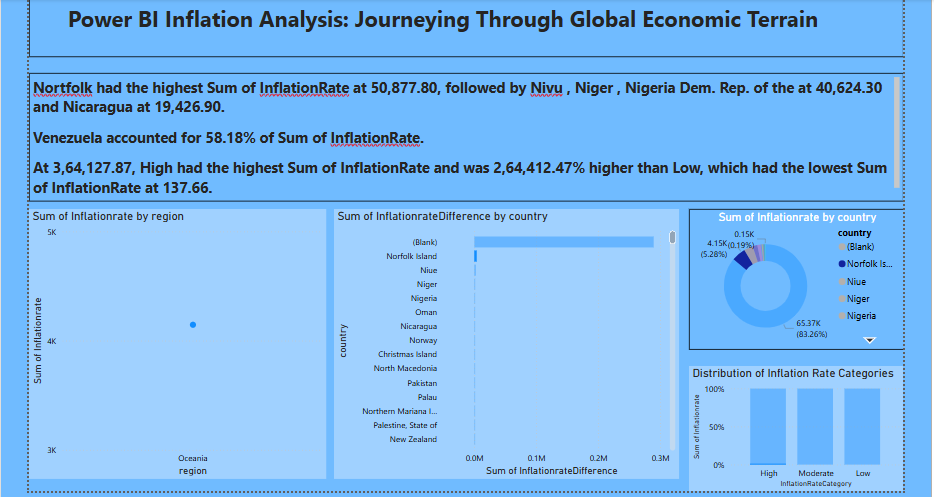 Power BI Inflation Analysis: Journeying Through Global Economic Terrain
Nortfolk had the highest Sum of InflationRate at 50,877.80, followed by Nivu , Niger , Nigeria Dem. Rep. of the at 40,624.30
and Nicaragua at 19,426.90.
Venezuela accounted for 58.18% of Sum of InflationRate.
At 3,64,127.87, High had the highest Sum of InflationRate and was 2,64,412.47% higher than Low, which had the lowest Sum
of InflationRate at 137.66.
Sum of Inflationrate by region
5K
4K
3K
Sum of Inflationrate
Oceania
region
Sum of InflationrateDifference by country
(Blank)
Norfolk Island
Niue
Niger
Nigeria
Oman
Nicaragua
Norway
Christmas Island
North Macedonia
Pakistan
Palau
Northern Mariana I...
Palestine, State of
New Zealand
country
0.0M 0.1M 0.2M 0.3M
Sum of InflationrateDifference
Sum of Inflationrate by country
0.15K
(0.19%)
4.15K
(5.28%)
65.37K
(83.26%)
country
(Blank)
Norfolk Is...
Niue
Niger
Nigeria
Distribution of Inflation Rate Categories
100%
50%
0%
Sum of Inflationrate
High Moderate Low
InflationRateCategory